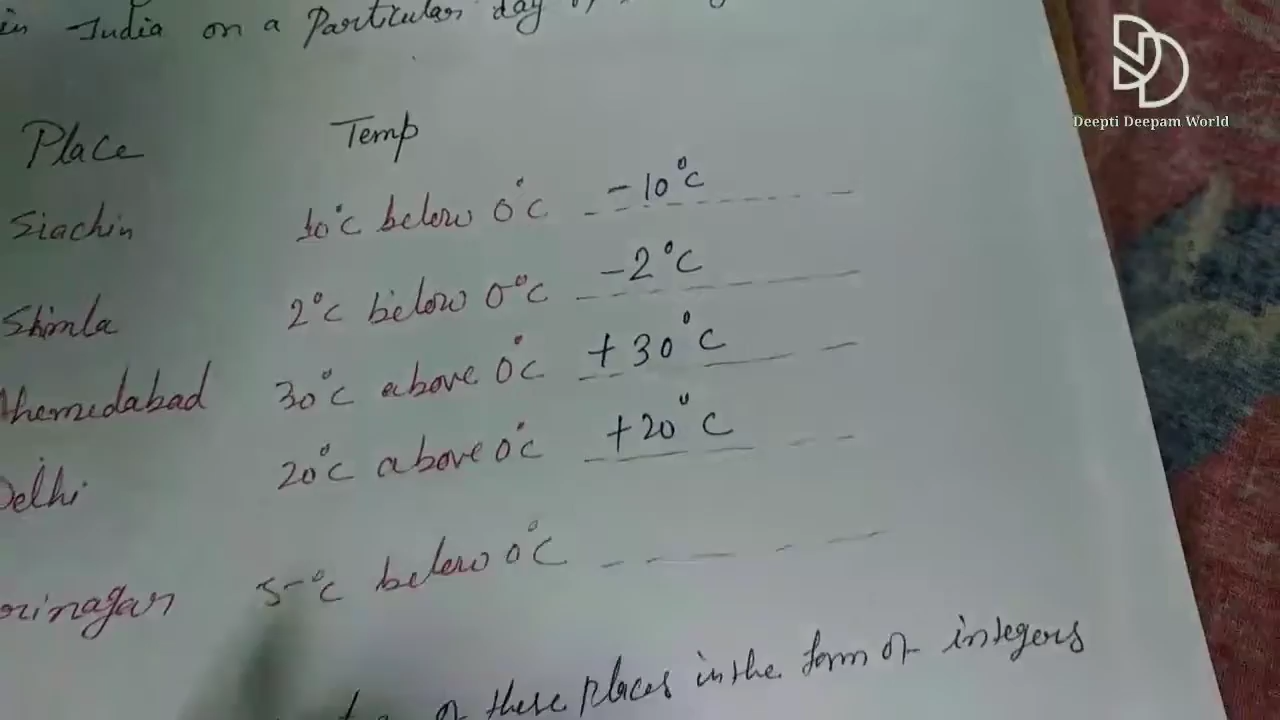 in India on a Particular day
Deepti Deepam World
Place Temp
Siachin 10°C below 0°C -10°C
Shimla 2°C below 0°C -2°C
Ahemedabad 30°C above 0°C +30°C
Delhi 20°C above 0°C +20°C
Srinagar 5°C below 0°C
of these places in the form of integers